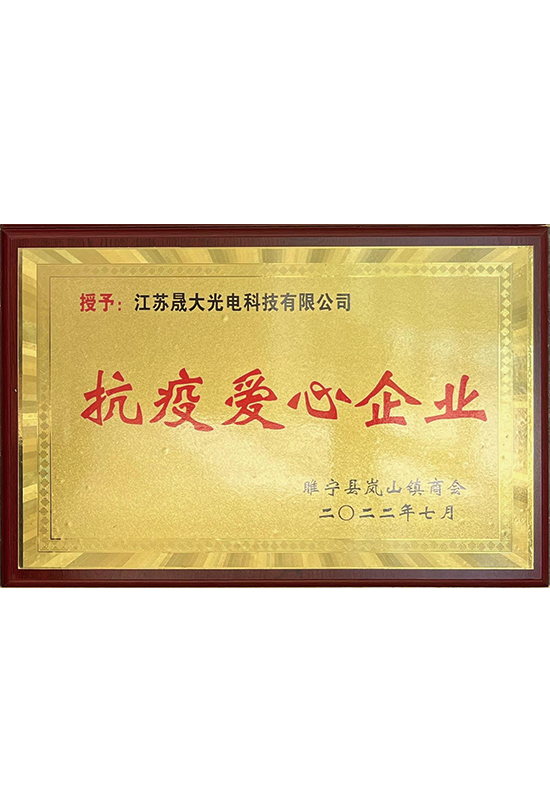 授予：江苏晟大光电科技有限公司
抗疫爱心企业
睢宁县岚山镇商会
二〇二二年七月